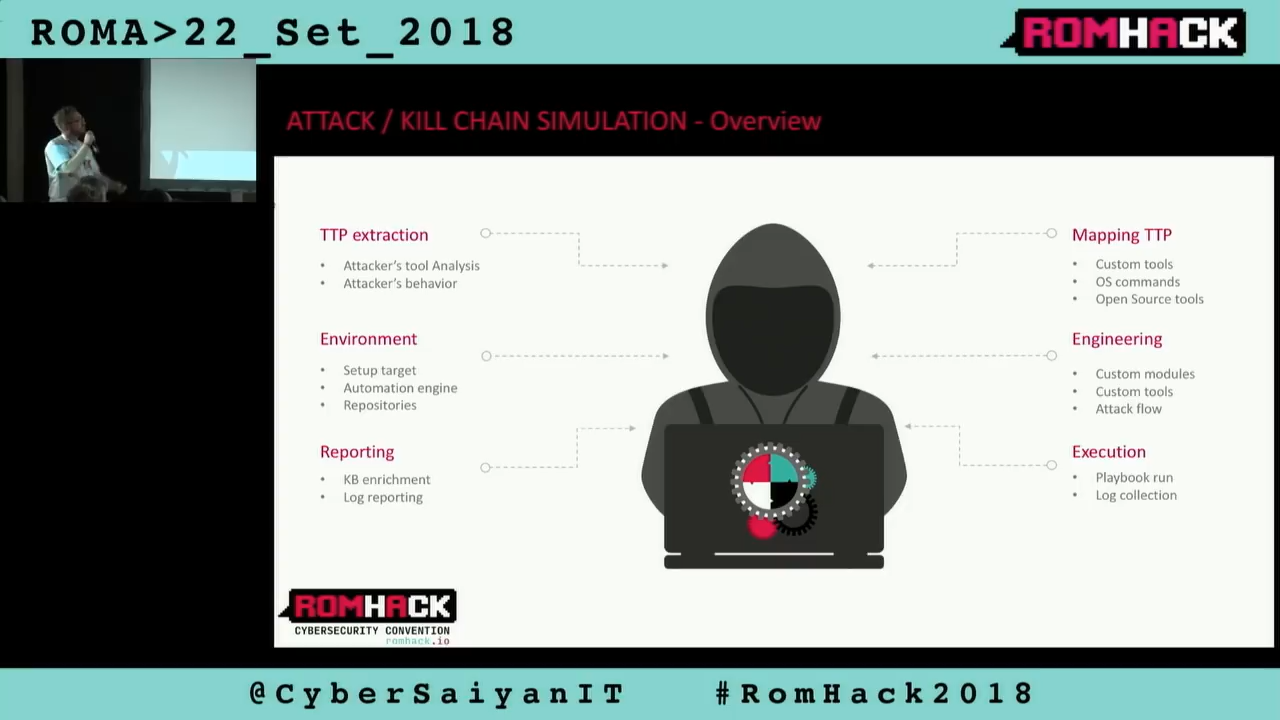 ROMA>22_Set_2018
ROMHACK
ATTACK / KILL CHAIN SIMULATION - Overview
TTP extraction
• Attacker's tool Analysis
• Attacker's behavior
Environment
• Setup target
• Automation engine
• Repositories
Reporting
• KB enrichment
• Log reporting
Mapping TTP
• Custom tools
• OS commands
• Open Source tools
Engineering
• Custom modules
• Custom tools
• Attack flow
Execution
• Playbook run
• Log collection
ROMHACK
CYBERSECURITY CONVENTION
romhack.io
@CyberSaiyanIT #RomHack2018